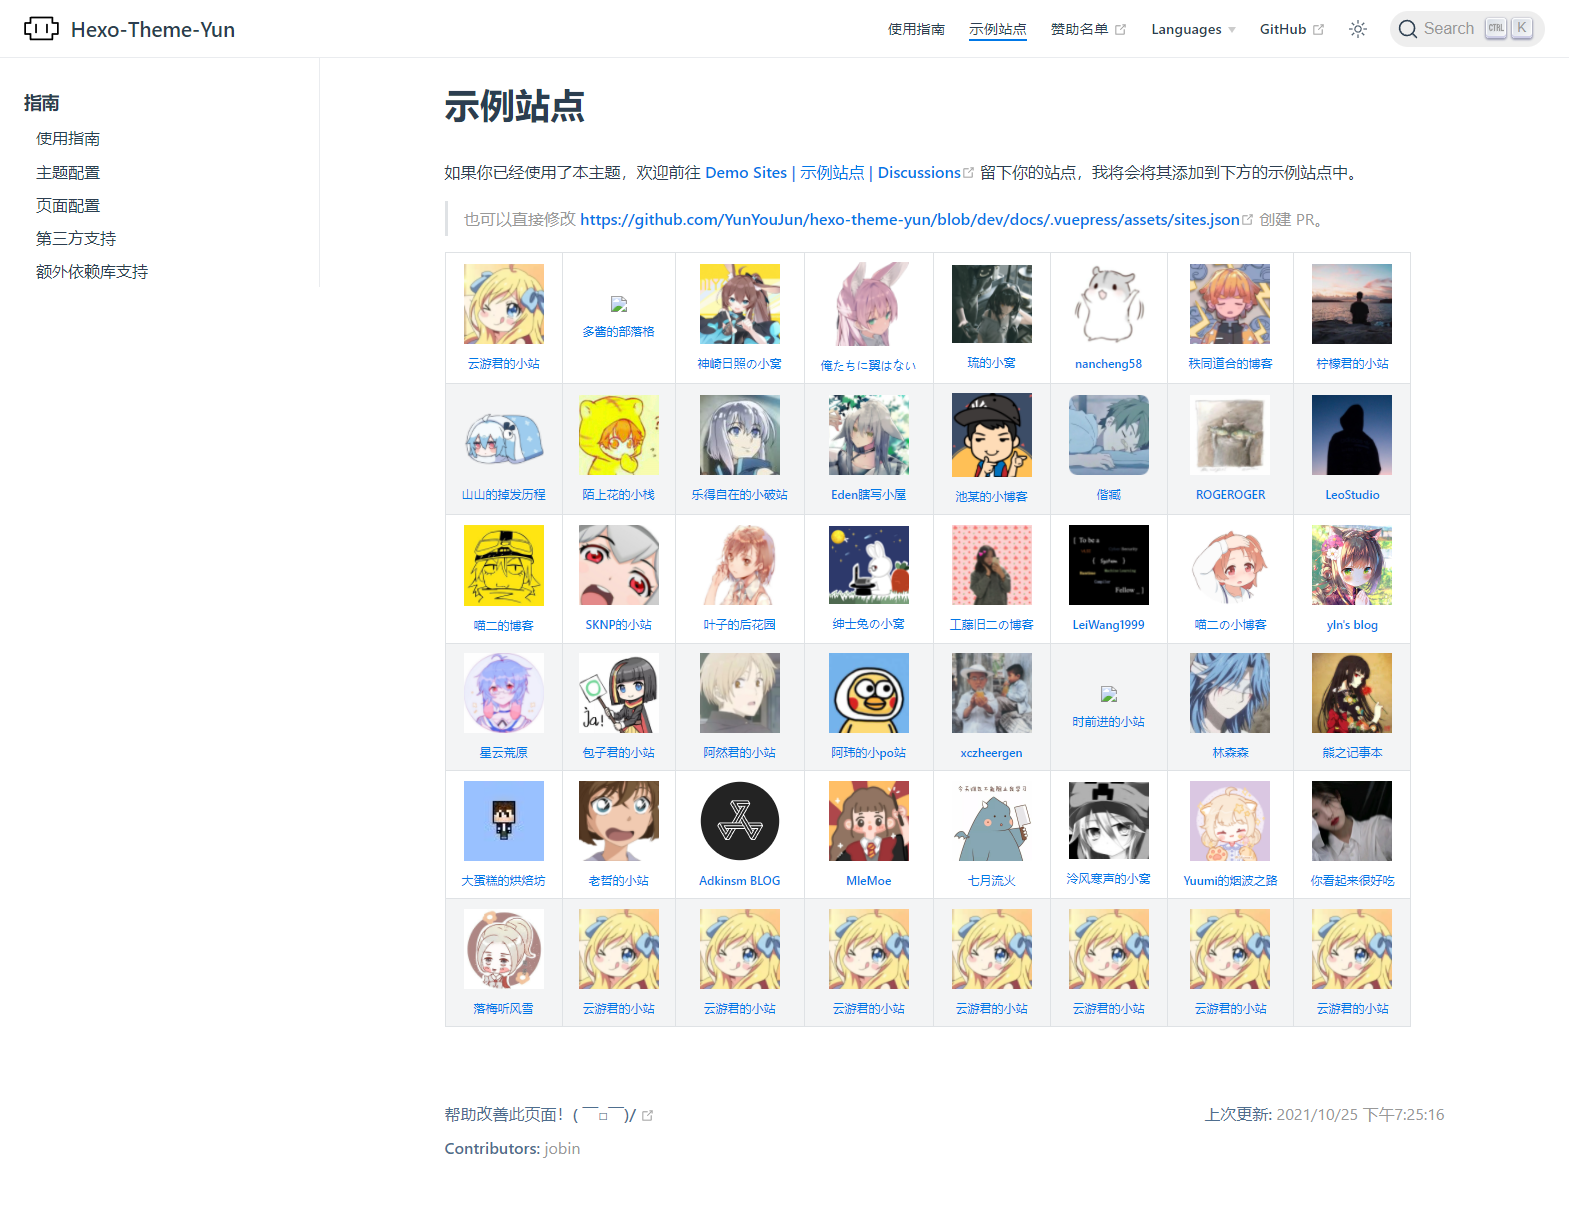 Hexo-Theme-Yun
使用指南 示例站点 赞助名单 Languages GitHub Search CTRL K
指南
使用指南
主题配置
页面配置
第三方支持
额外依赖库支持
示例站点
如果你已经使用了本主题，欢迎前往 Demo Sites | 示例站点 | Discussions 留下你的站点，我将会将其添加到下方的示例站点中。
也可以直接修改 https://github.com/YunYouJun/hexo-theme-yun/blob/dev/docs/.vuepress/assets/sites.json 创建 PR。
云游君的小站 多酱的部落格 神崎日照の小窝 俺たちに翼はない 琉的小窝 nancheng58 秩同道合的博客 柠檬君的小站
山山的掉发历程 陌上花的小栈 乐得自在的小破站 Eden瞎写小屋 池某的小博客 偕臧 ROGEROGER LeoStudio
[ To be a
{ System }
Follow _ ]
喵二的博客 SKNP的小站 叶子的后花园 绅士兔の小窝 工藤旧二の博客 LeiWang1999 喵二の小博客 yln's blog
ja!
星云荒原 包子君的小站 阿然君的小站 阿玮的小po站 xczheergen 时前进的小站 林森森 熊之记事本
大蛋糕的烘焙坊 老哲的小站 Adkinsm BLOG MleMoe 七月流火 泠风寒声的小窝 Yuumi的烟波之路 你看起来很好吃
落梅听风雪 云游君的小站 云游君的小站 云游君的小站 云游君的小站 云游君的小站 云游君的小站 云游君的小站
帮助改善此页面！(￣▫￣)/ 上次更新: 2021/10/25 下午7:25:16
Contributors: jobin